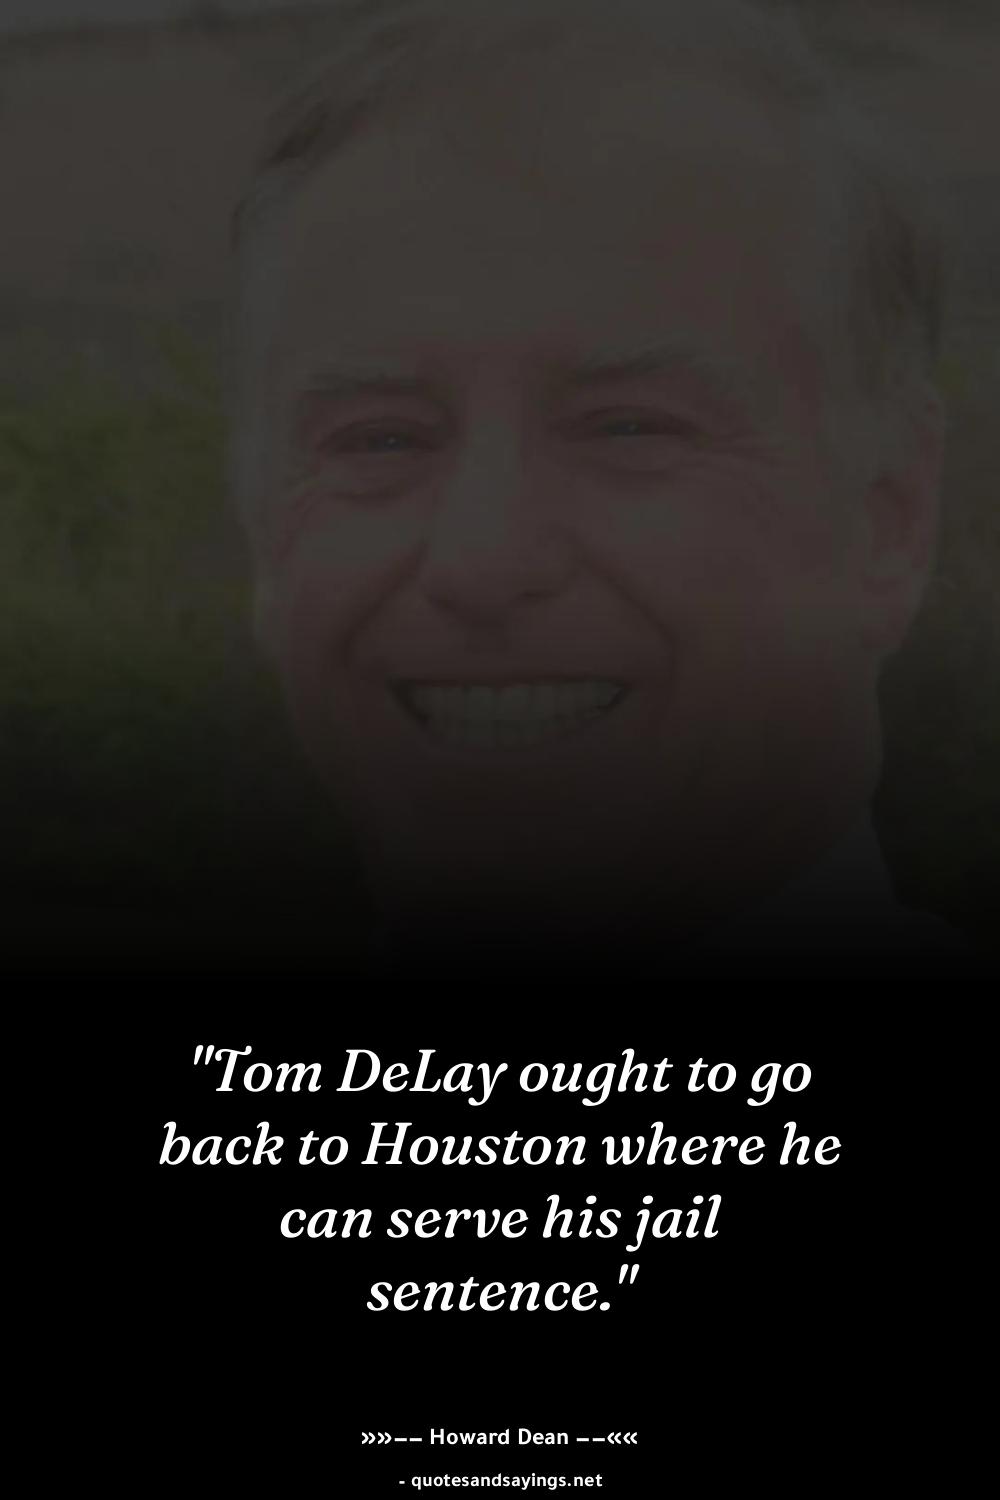 "Tom DeLay ought to go
back to Houston where he
can serve his jail
sentence."
»»–– Howard Dean ––««
- quotesandsayings.net